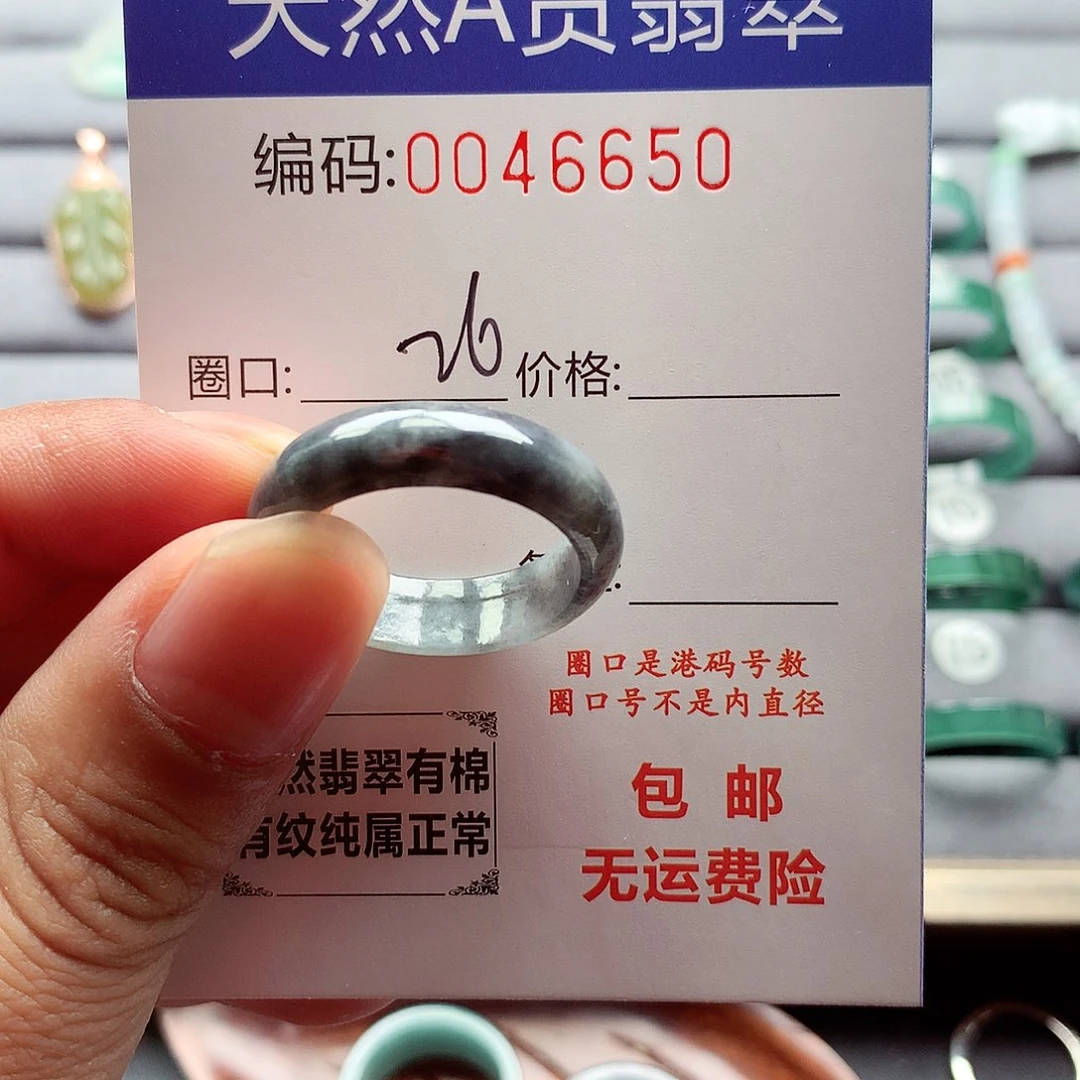 天然A货翡翠
编码:0046650
圈口: 26 价格:
圈口是港码号数
圈口号不是内直径
然翡翠有棉
有纹纯属正常
包邮
无运费险